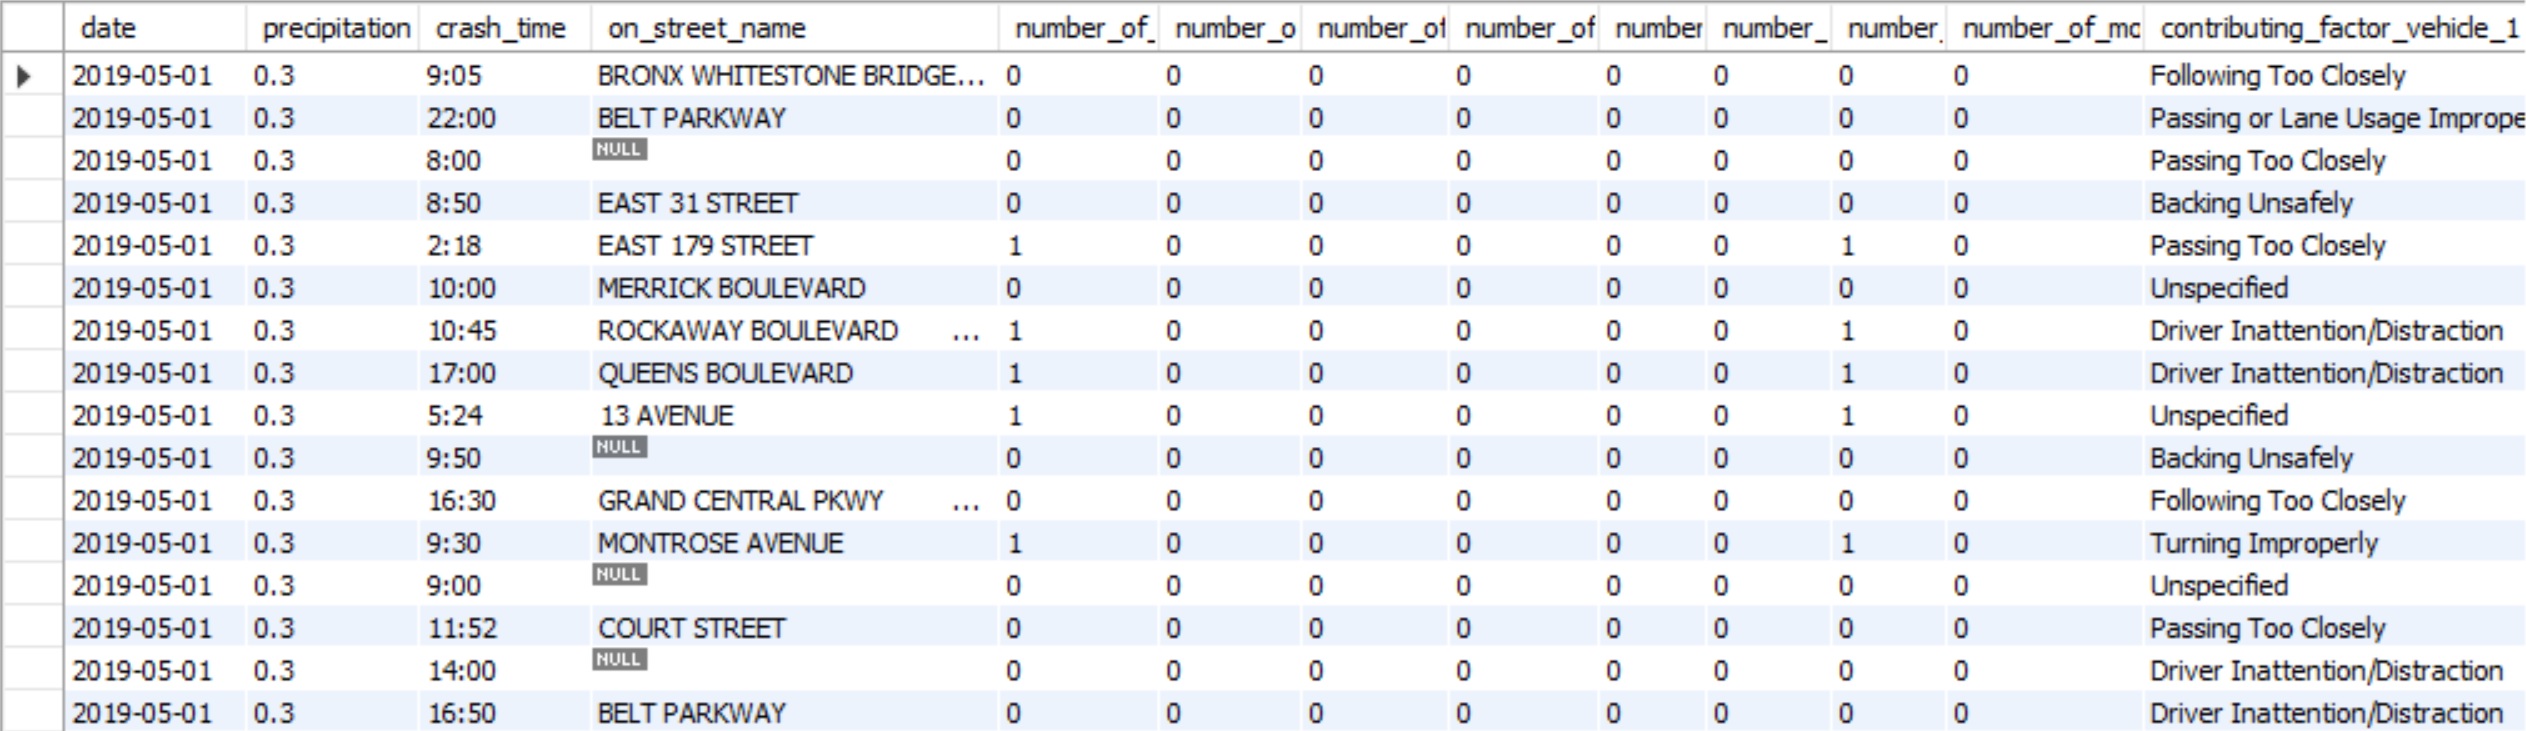 date precipitation crash_time on_street_name number_of_ number_o number_of number_of number number_ number_ number_of_mo contributing_factor_vehicle_1
2019-05-01 0.3 9:05 BRONX WHITESTONE BRIDGE... 0 0 0 0 0 0 0 0 Following Too Closely
2019-05-01 0.3 22:00 BELT PARKWAY 0 0 0 0 0 0 0 0 Passing or Lane Usage Imprope
2019-05-01 0.3 8:00 NULL 0 0 0 0 0 0 0 0 Passing Too Closely
2019-05-01 0.3 8:50 EAST 31 STREET 0 0 0 0 0 0 0 0 Backing Unsafely
2019-05-01 0.3 2:18 EAST 179 STREET 1 0 0 0 0 0 1 0 Passing Too Closely
2019-05-01 0.3 10:00 MERRICK BOULEVARD 0 0 0 0 0 0 0 0 Unspecified
2019-05-01 0.3 10:45 ROCKAWAY BOULEVARD ... 1 0 0 0 0 0 1 0 Driver Inattention/Distraction
2019-05-01 0.3 17:00 QUEENS BOULEVARD 1 0 0 0 0 0 1 0 Driver Inattention/Distraction
2019-05-01 0.3 5:24 13 AVENUE 1 0 0 0 0 0 1 0 Unspecified
2019-05-01 0.3 9:50 NULL 0 0 0 0 0 0 0 0 Backing Unsafely
2019-05-01 0.3 16:30 GRAND CENTRAL PKWY ... 0 0 0 0 0 0 0 0 Following Too Closely
2019-05-01 0.3 9:30 MONTROSE AVENUE 1 0 0 0 0 0 1 0 Turning Improperly
2019-05-01 0.3 9:00 NULL 0 0 0 0 0 0 0 0 Unspecified
2019-05-01 0.3 11:52 COURT STREET 0 0 0 0 0 0 0 0 Passing Too Closely
2019-05-01 0.3 14:00 NULL 0 0 0 0 0 0 0 0 Driver Inattention/Distraction
2019-05-01 0.3 16:50 BELT PARKWAY 0 0 0 0 0 0 0 0 Driver Inattention/Distraction